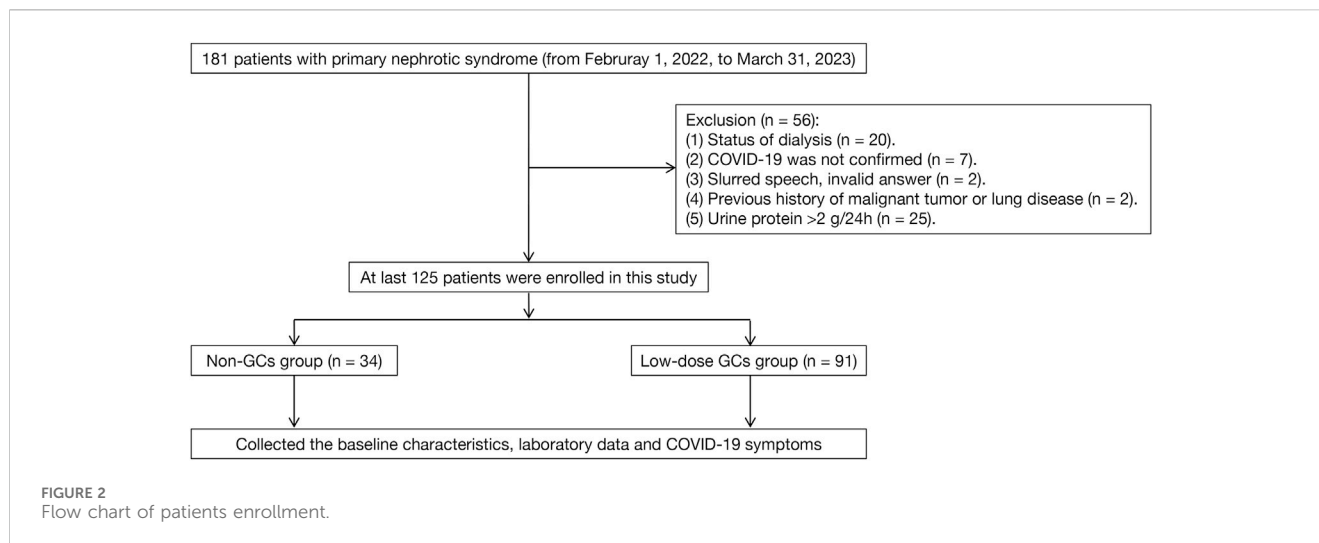 181 patients with primary nephrotic syndrome (from Februray 1, 2022, to March 31, 2023)
Exclusion (n = 56):
(1) Status of dialysis (n = 20).
(2) COVID-19 was not confirmed (n = 7).
(3) Slurred speech, invalid answer (n = 2).
(4) Previous history of malignant tumor or lung disease (n = 2).
(5) Urine protein >2 g/24h (n = 25).
At last 125 patients were enrolled in this study
Non-GCs group (n = 34)
Low-dose GCs group (n = 91)
Collected the baseline characteristics, laboratory data and COVID-19 symptoms
FIGURE 2
Flow chart of patients enrollment.